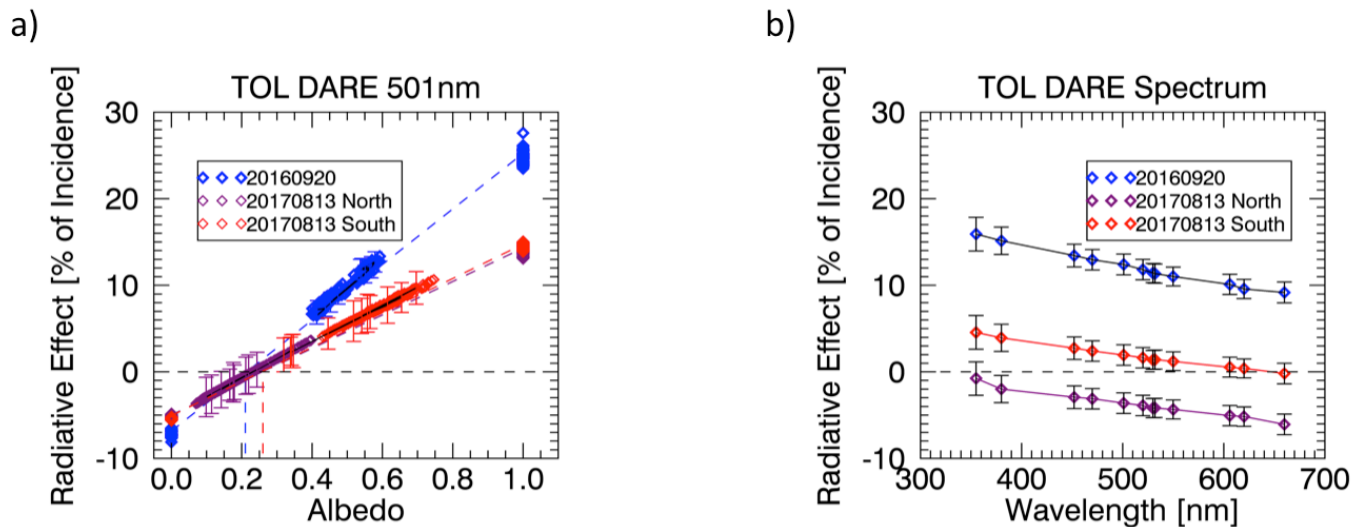 a)
TOL DARE 501nm
Radiative Effect [% of Incidence]
30
20
10
0
-10
20160920
20170813 North
20170813 South
0.0 0.2 0.4 0.6 0.8 1.0
Albedo
b)
TOL DARE Spectrum
Radiative Effect [% of Incidence]
30
20
10
0
-10
20160920
20170813 North
20170813 South
300 400 500 600 700
Wavelength [nm]